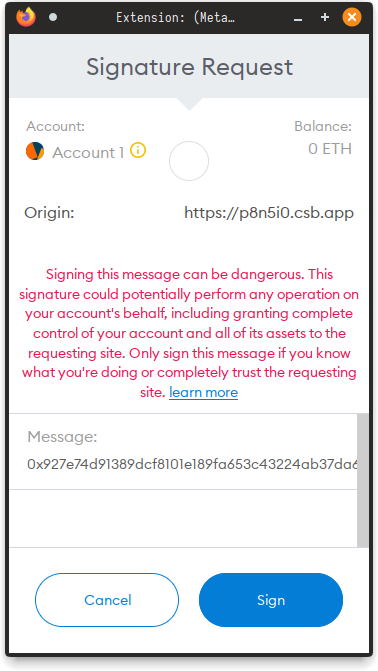 Extension: (Meta…
Signature Request
Account:
Balance:
Account 1
0 ETH
Origin:
https://p8n5i0.csb.app
Signing this message can be dangerous. This
signature could potentially perform any operation on
your account's behalf, including granting complete
control of your account and all of its assets to the
requesting site. Only sign this message if you know
what you're doing or completely trust the requesting
site. learn more
Message:
0x927e74d91389dcf8101e189fa653c43224ab37da6
Cancel
Sign